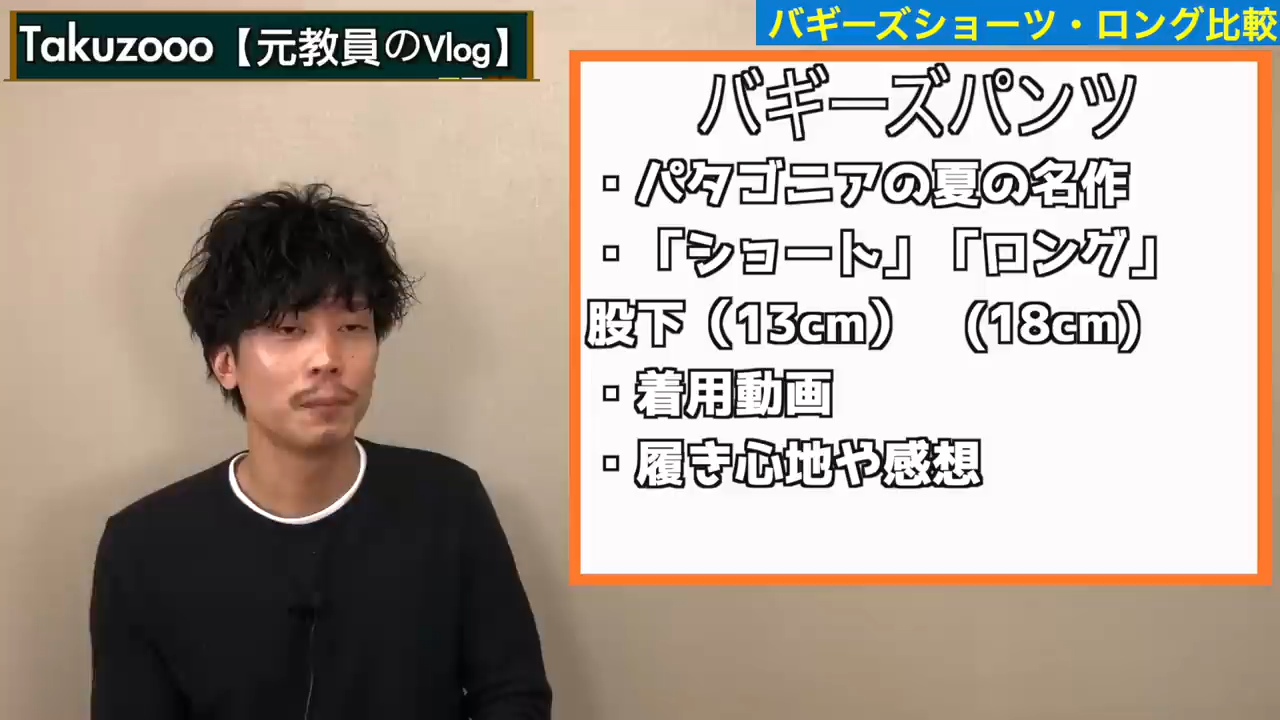 Takuzooo【元教員のVlog】
バギーズショーツ・ロング比較
バギーズパンツ
・パタゴニアの夏の名作
・「ショート」「ロング」
股下（13cm） (18cm)
・着用動画
・履き心地や感想